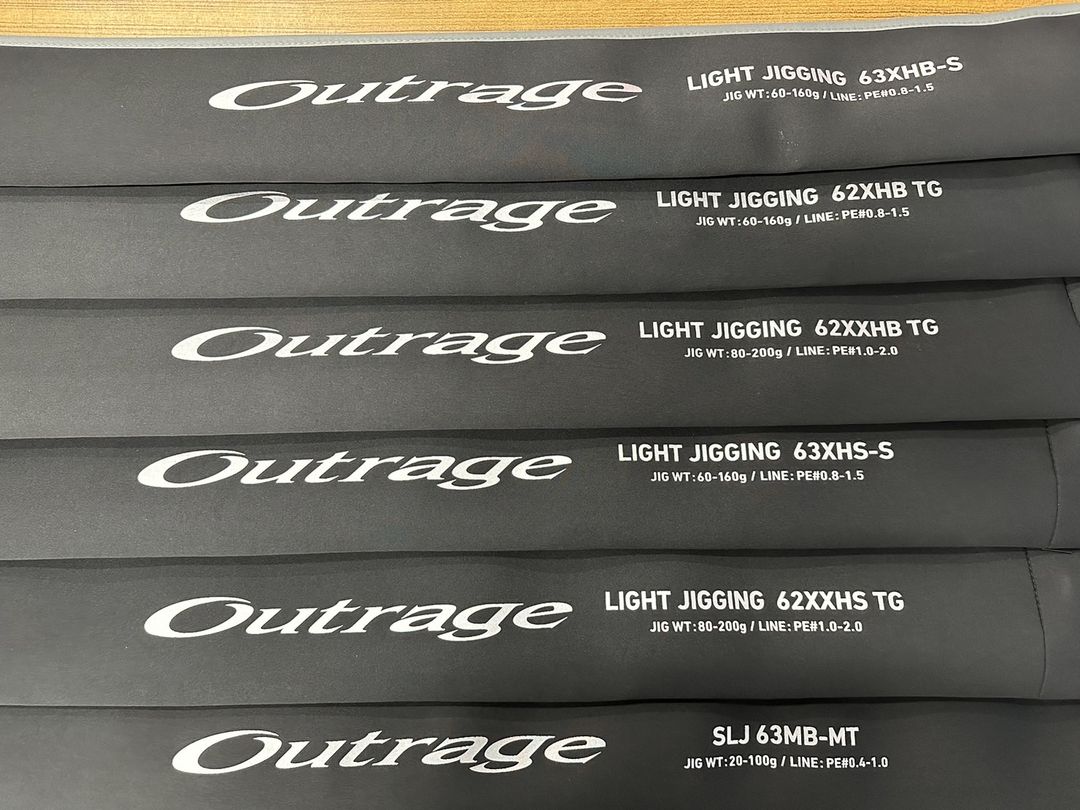 Outrage LIGHT JIGGING 63XHB-S
JIG WT:60-160g / LINE:PE#0.8-1.5
Outrage LIGHT JIGGING 62XHB TG
JIG WT:60-160g / LINE:PE#0.8-1.5
Outrage LIGHT JIGGING 62XXHB TG
JIG WT:80-200g / LINE:PE#1.0-2.0
Outrage LIGHT JIGGING 63XHS-S
JIG WT:60-160g / LINE:PE#0.8-1.5
Outrage LIGHT JIGGING 62XXHS TG
JIG WT:80-200g / LINE:PE#1.0-2.0
Outrage SLJ 63MB-MT
JIG WT:20-100g / LINE:PE#0.4-1.0